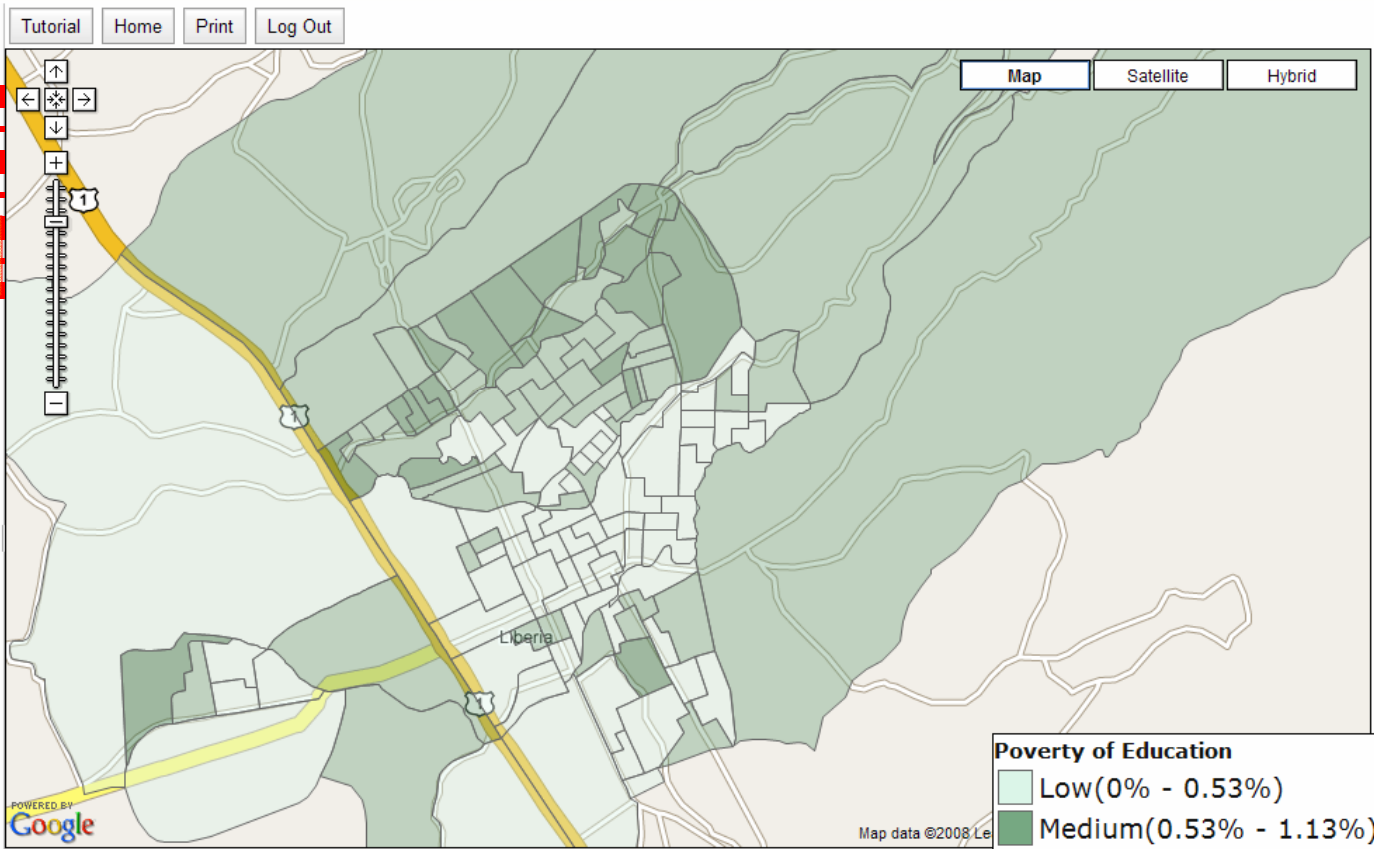 Tutorial Home Print Log Out
Map Satellite Hybrid
1
1
Liberia
1
Poverty of Education
Low(0% - 0.53%)
Medium(0.53% - 1.13%)
POWERED BY
Google
Map data ©2008 Le